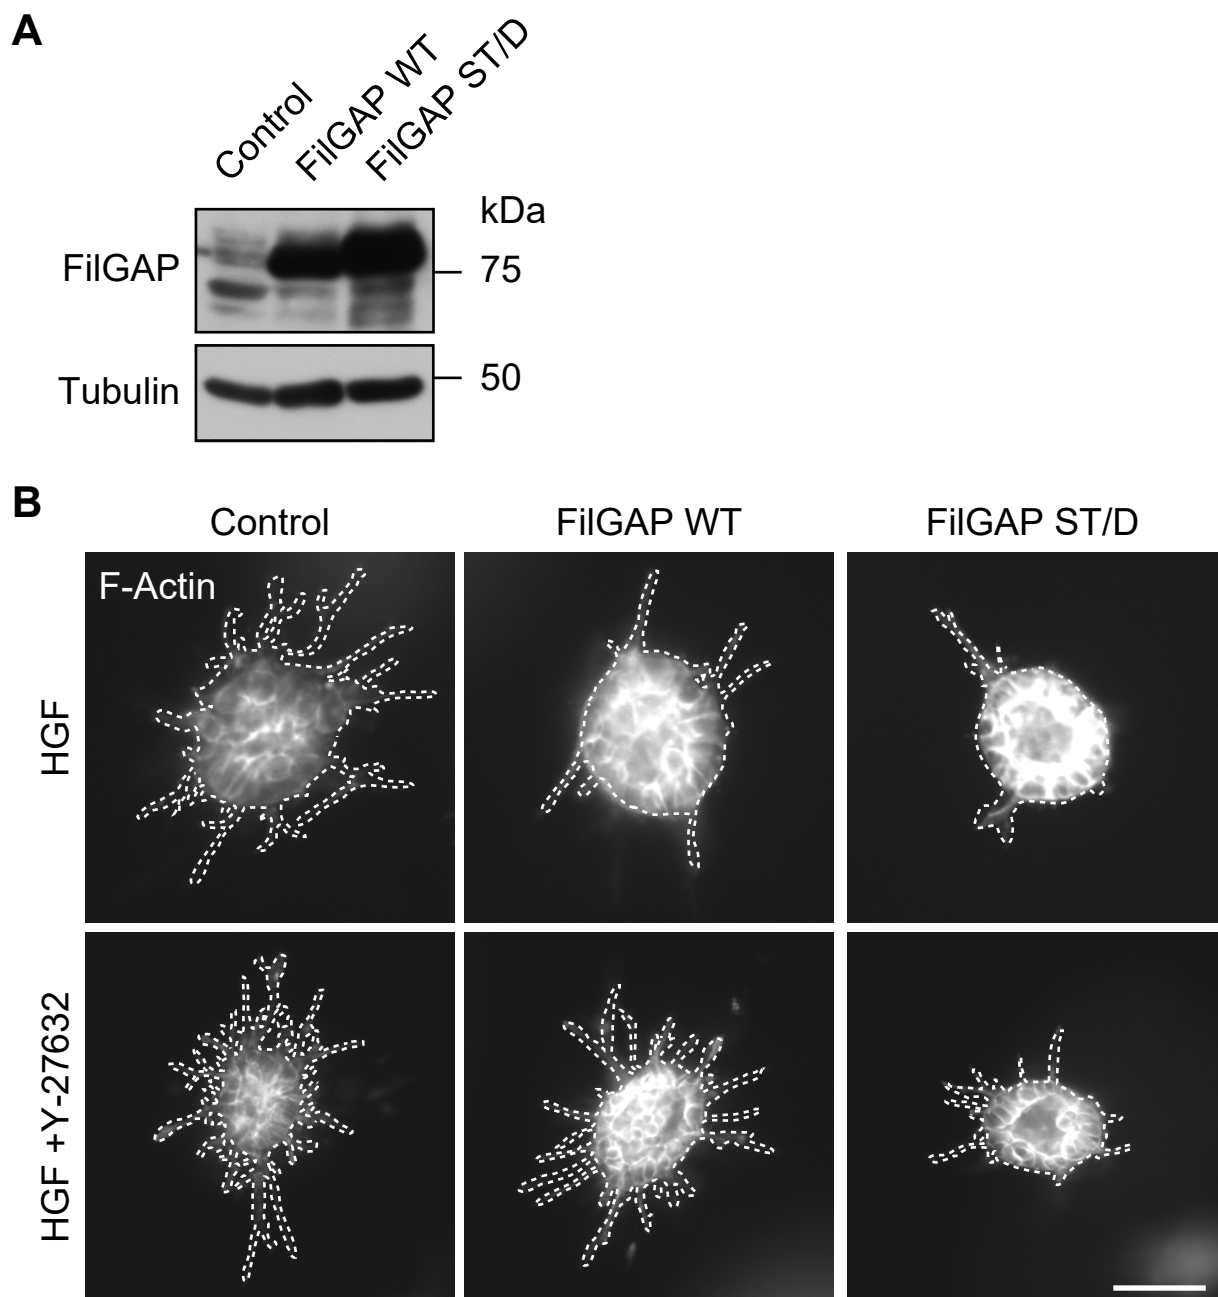 A
Control
FilGAP WT
FilGAP ST/D
kDa
FilGAP
75
Tubulin
50
B
Control
FilGAP WT
FilGAP ST/D
F-Actin
HGF
HGF +Y-27632